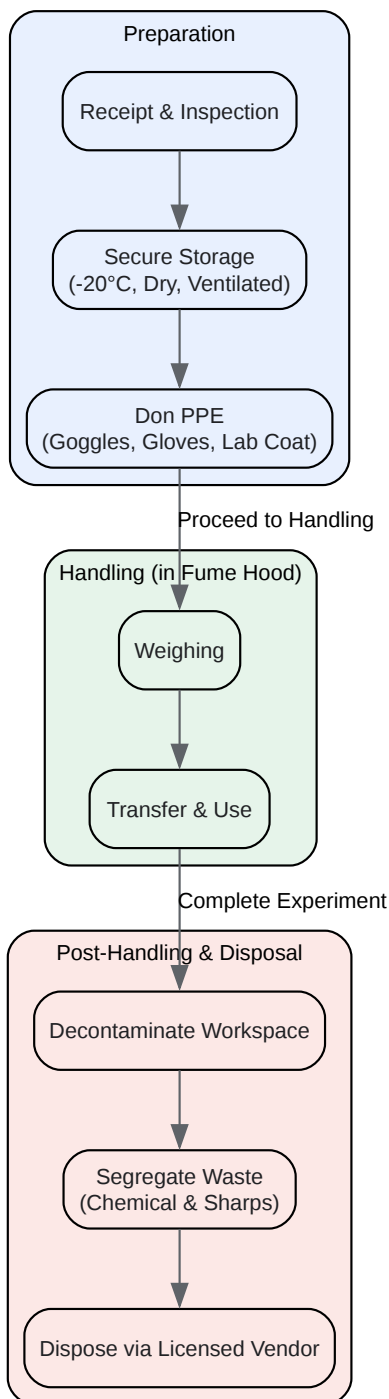 Preparation
Receipt & Inspection
Secure Storage
(-20°C, Dry, Ventilated)
Don PPE
(Goggles, Gloves, Lab Coat)
Proceed to Handling
Handling (in Fume Hood)
Weighing
Transfer & Use
Complete Experiment
Post-Handling & Disposal
Decontaminate Workspace
Segregate Waste
(Chemical & Sharps)
Dispose via Licensed Vendor